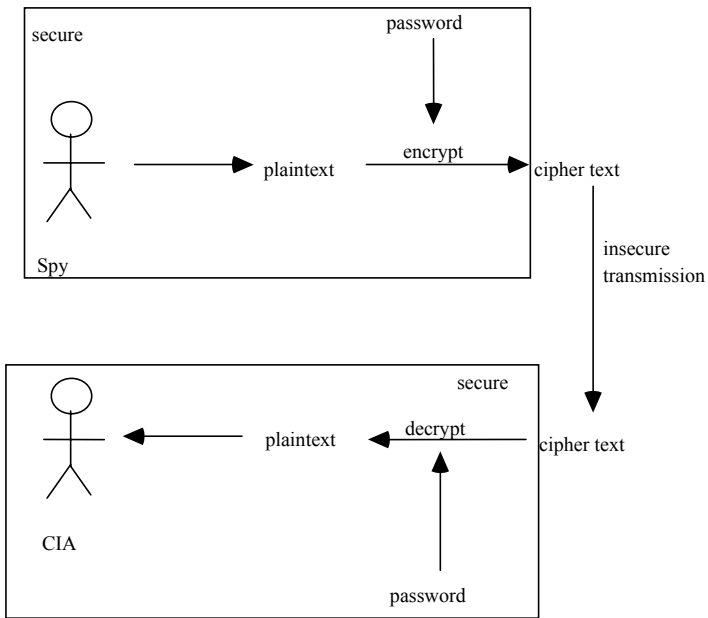 password
secure
encrypt
plaintext
cipher text
Spy
insecure
transmission
secure
decrypt
plaintext
cipher text
CIA
password